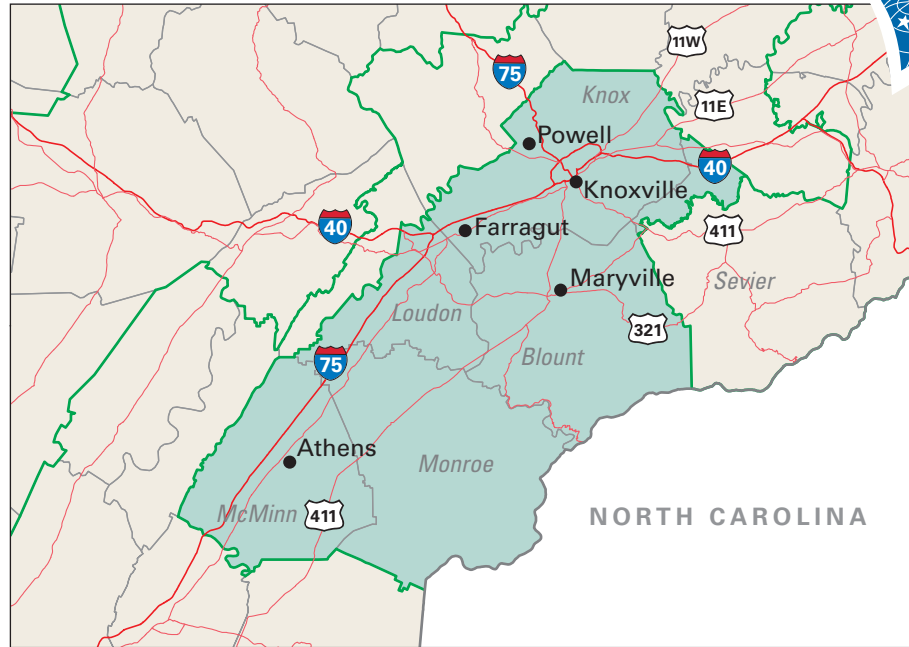 11W
75
Knox
11E
Powell
40
Knoxville
40
Farragut
411
Sevier
Maryville
Loudon
321
75
Blount
Athens
Monroe
McMinn
411
NORTH CAROLINA